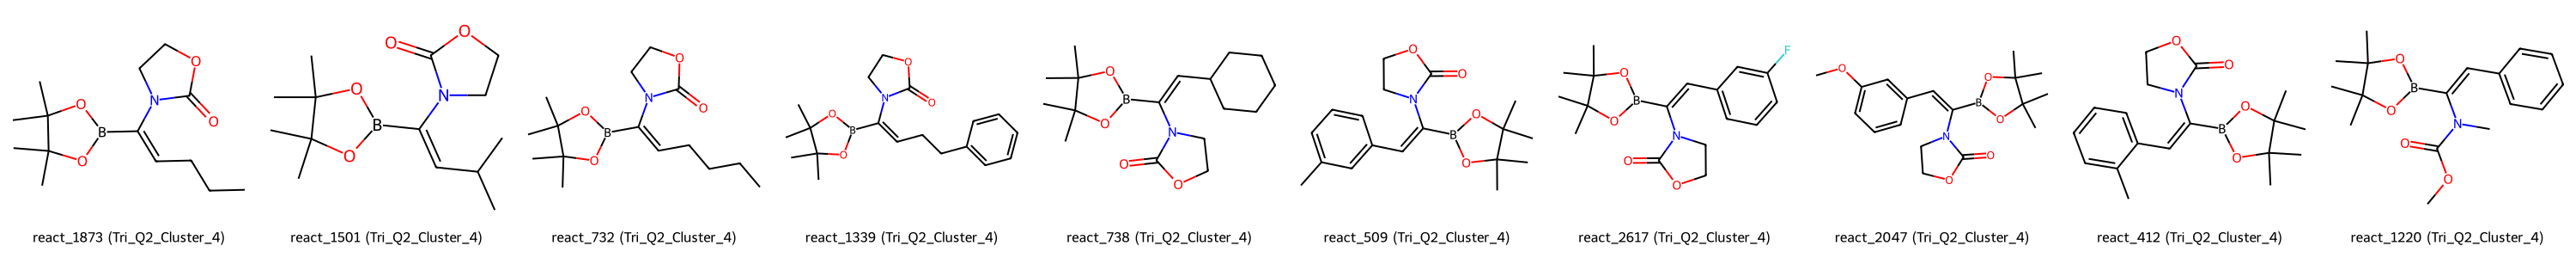 react_1873 (Tri_Q2_Cluster_4)
react_1501 (Tri_Q2_Cluster_4)
react_732 (Tri_Q2_Cluster_4)
react_1339 (Tri_Q2_Cluster_4)
react_738 (Tri_Q2_Cluster_4)
react_509 (Tri_Q2_Cluster_4)
react_2617 (Tri_Q2_Cluster_4)
react_2047 (Tri_Q2_Cluster_4)
react_412 (Tri_Q2_Cluster_4)
react_1220 (Tri_Q2_Cluster_4)